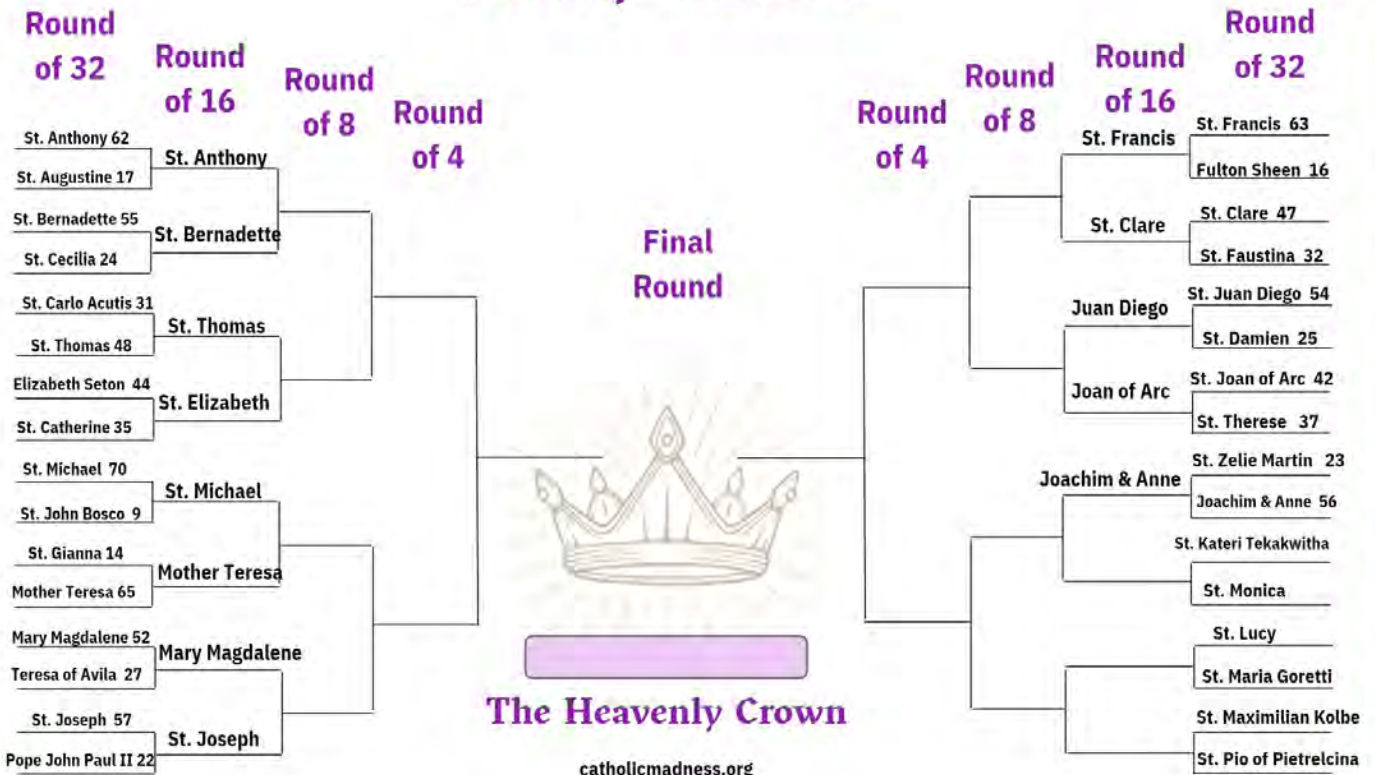 Round
of 32
Round
of 16
Round
of 8
Round
of 4
St. Anthony 62
St. Augustine 17
St. Bernadette 55
St. Cecilia 24
St. Carlo Acutis 31
St. Thomas 48
Elizabeth Seton 44
St. Catherine 35
St. Michael 70
St. John Bosco 9
St. Gianna 14
Mother Teresa 65
Mary Magdalene 52
Teresa of Avila 27
St. Joseph 57
Pope John Paul II 22
St. Anthony
St. Bernadette
St. Thomas
St. Elizabeth
St. Michael
Mother Teresa
Mary Magdalene
St. Joseph
Final
Round
The Heavenly Crown
catholicmadness.org
Round
of 4
Round
of 8
Round
of 16
Round
of 32
St. Francis
St. Clare
Juan Diego
Joan of Arc
Joachim & Anne
St. Francis 63
Fulton Sheen 16
St. Clare 47
St. Faustina 32
St. Juan Diego 54
St. Damien 25
St. Joan of Arc 42
St. Therese 37
St. Zelie Martin 23
Joachim & Anne 56
St. Kateri Tekakwitha
St. Monica
St. Lucy
St. Maria Goretti
St. Maximilian Kolbe
St. Pio of Pietrelcina